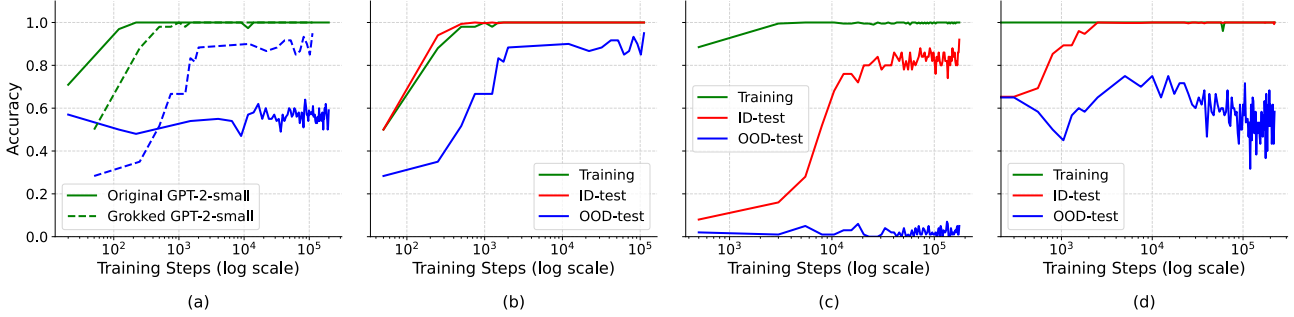 Accuracy
1.0
0.8
0.6
0.4
0.2
0.0
Original GPT-2-small
Grokked GPT-2-small
10² 10³ 10⁴ 10⁵
Training Steps (log scale)
(a)
Training
ID-test
OOD-test
10² 10³ 10⁴ 10⁵
Training Steps (log scale)
(b)
Training
ID-test
OOD-test
10³ 10⁴ 10⁵
Training Steps (log scale)
(c)
Training
ID-test
OOD-test
10³ 10⁴ 10⁵
Training Steps (log scale)
(d)